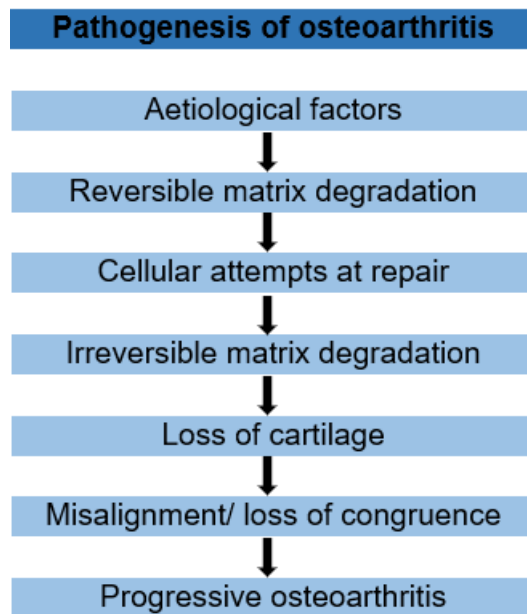 Pathogenesis of osteoarthritis
Aetiological factors
Reversible matrix degradation
Cellular attempts at repair
Irreversible matrix degradation
Loss of cartilage
Misalignment/ loss of congruence
Progressive osteoarthritis